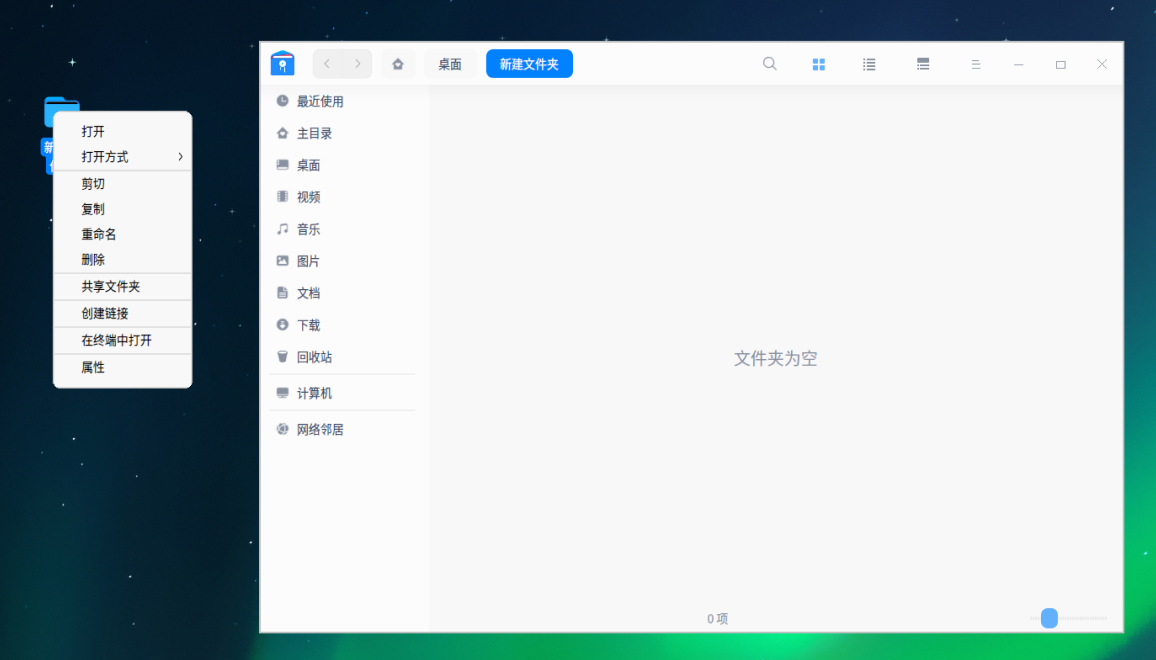 桌面
新建文件夹
新
打开
打开方式
剪切
复制
重命名
删除
共享文件夹
创建链接
在终端中打开
属性
最近使用
主目录
桌面
视频
音乐
图片
文档
下载
回收站
计算机
网络邻居
文件夹为空
0 项